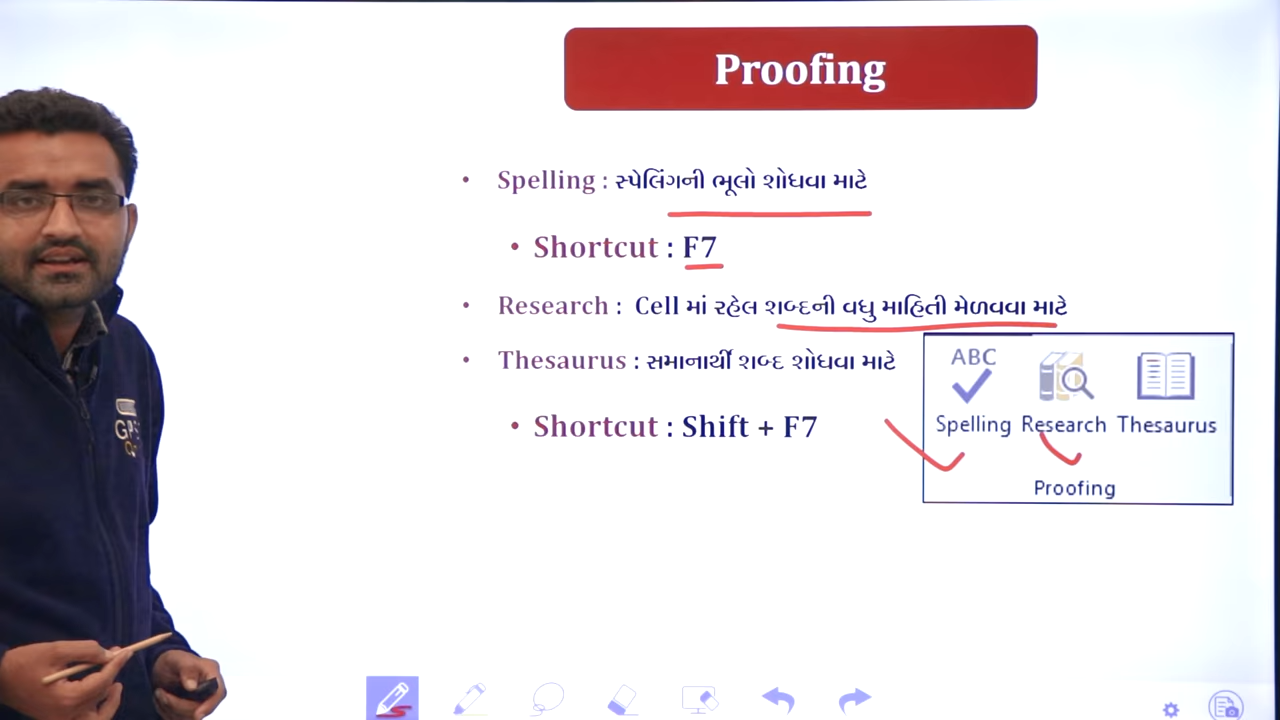 Proofing
• Spelling : સ્પેલિંગની ભૂલો શોધવા માટે
• Shortcut : F7
• Research : Cell માં રહેલ શબ્દની વધુ માહિતી મેળવવા માટે
• Thesaurus : સમાનાર્થી શબ્દ શોધવા માટે
• Shortcut : Shift + F7
ABC
Spelling Research Thesaurus
Proofing